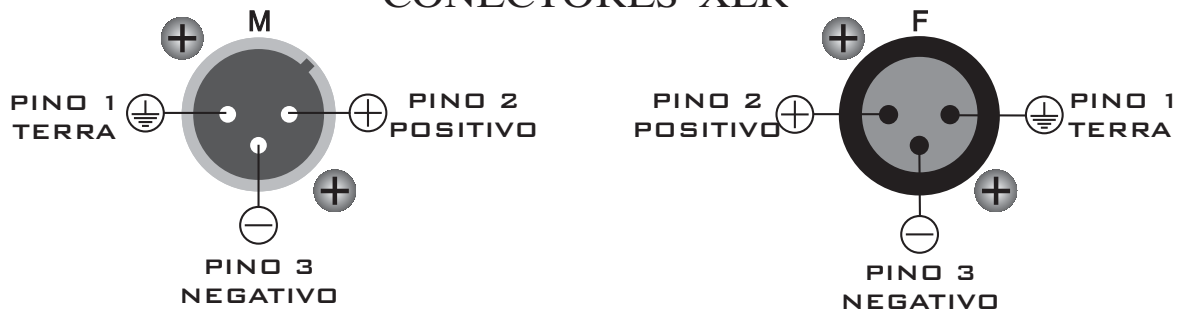 CONECTORES XLR
M
F
PINO 1
TERRA
PINO 2
POSITIVO
PINO 3
NEGATIVO
PINO 2
POSITIVO
PINO 1
TERRA
PINO 3
NEGATIVO